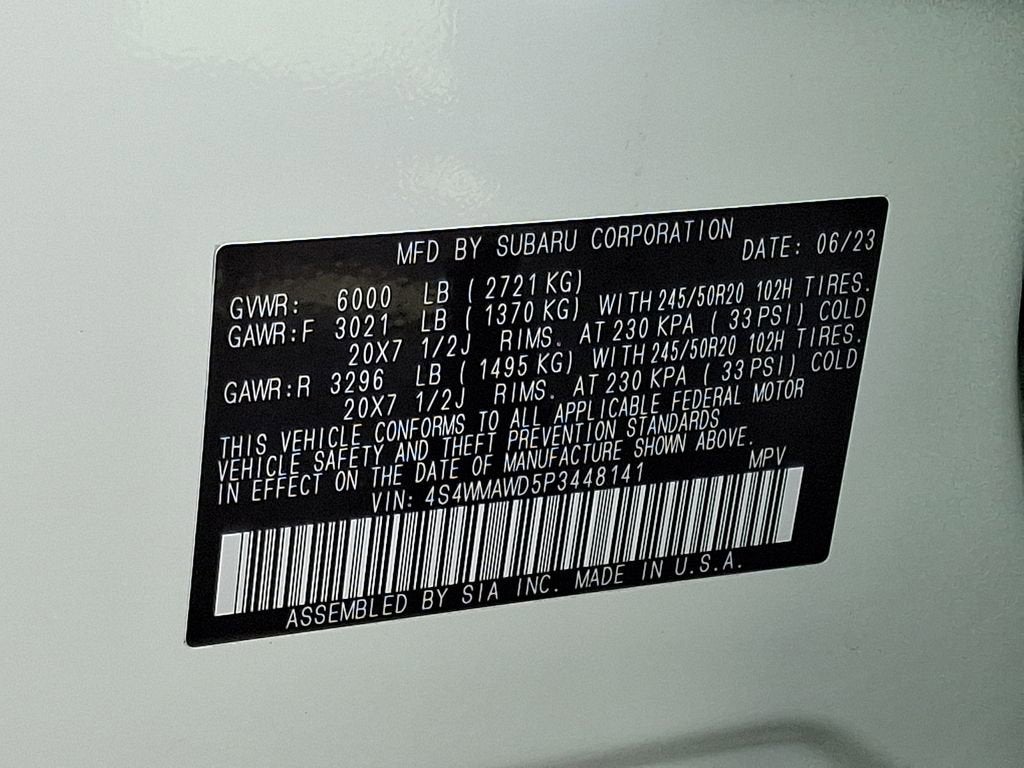 MFD BY SUBARU CORPORATION DATE: 06/23
GVWR: 6000 LB ( 2721 KG)
GAWR:F 3021 LB ( 1370 KG) WITH 245/50R20 102H TIRES.
20X7 1/2J RIMS. AT 230 KPA ( 33 PSI) COLD
GAWR:R 3296 LB ( 1495 KG) WITH 245/50R20 102H TIRES.
20X7 1/2J RIMS. AT 230 KPA ( 33 PSI) COLD
THIS VEHICLE CONFORMS TO ALL APPLICABLE FEDERAL MOTOR
VEHICLE SAFETY AND THEFT PREVENTION STANDARDS
IN EFFECT ON THE DATE OF MANUFACTURE SHOWN ABOVE.
VIN: 4S4WMAWD5P3448141 MPV
ASSEMBLED BY SIA INC. MADE IN U.S.A.